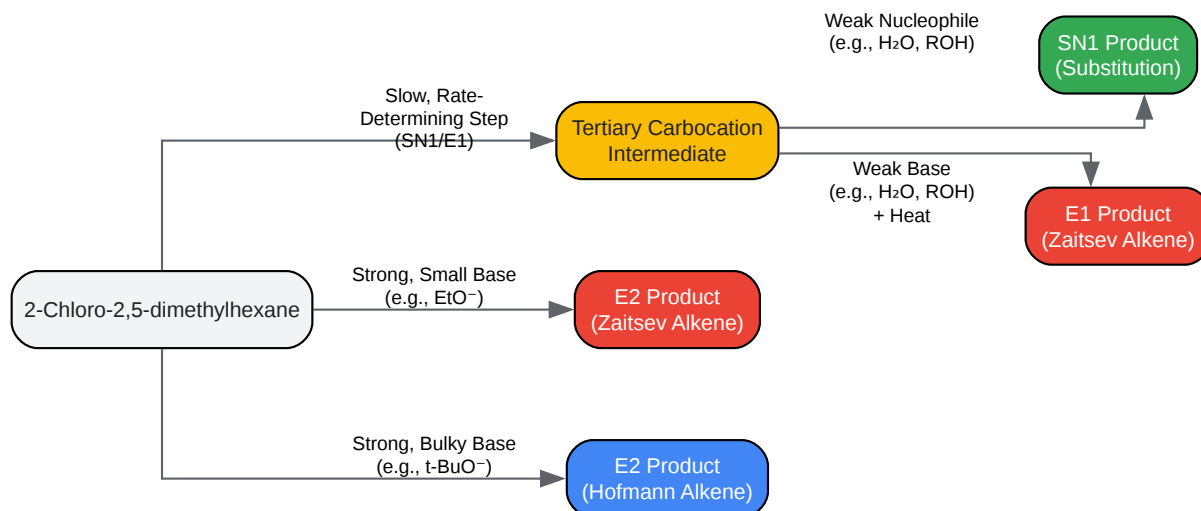 Weak Nucleophile
(e.g., H₂O, ROH)
SN1 Product
(Substitution)
Slow, Rate-
Determining Step
(SN1/E1)
Tertiary Carbocation
Intermediate
Weak Base
(e.g., H₂O, ROH)
+ Heat
E1 Product
(Zaitsev Alkene)
2-Chloro-2,5-dimethylhexane
Strong, Small Base
(e.g., EtO⁻)
E2 Product
(Zaitsev Alkene)
Strong, Bulky Base
(e.g., t-BuO⁻)
E2 Product
(Hofmann Alkene)